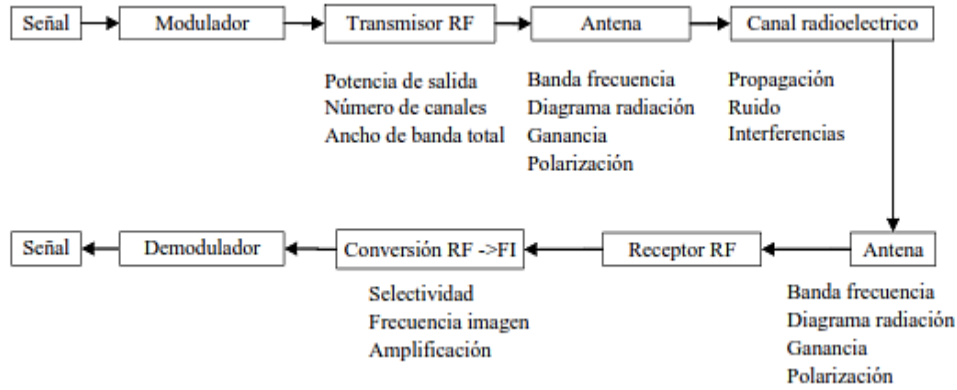 Señal
Modulador
Transmisor RF
Antena
Canal radioelectrico
Potencia de salida
Número de canales
Ancho de banda total
Banda frecuencia
Diagrama radiación
Ganancia
Polarización
Propagación
Ruido
Interferencias
Señal
Demodulador
Conversión RF ->FI
Receptor RF
Antena
Selectividad
Frecuencia imagen
Amplificación
Banda frecuencia
Diagrama radiación
Ganancia
Polarización